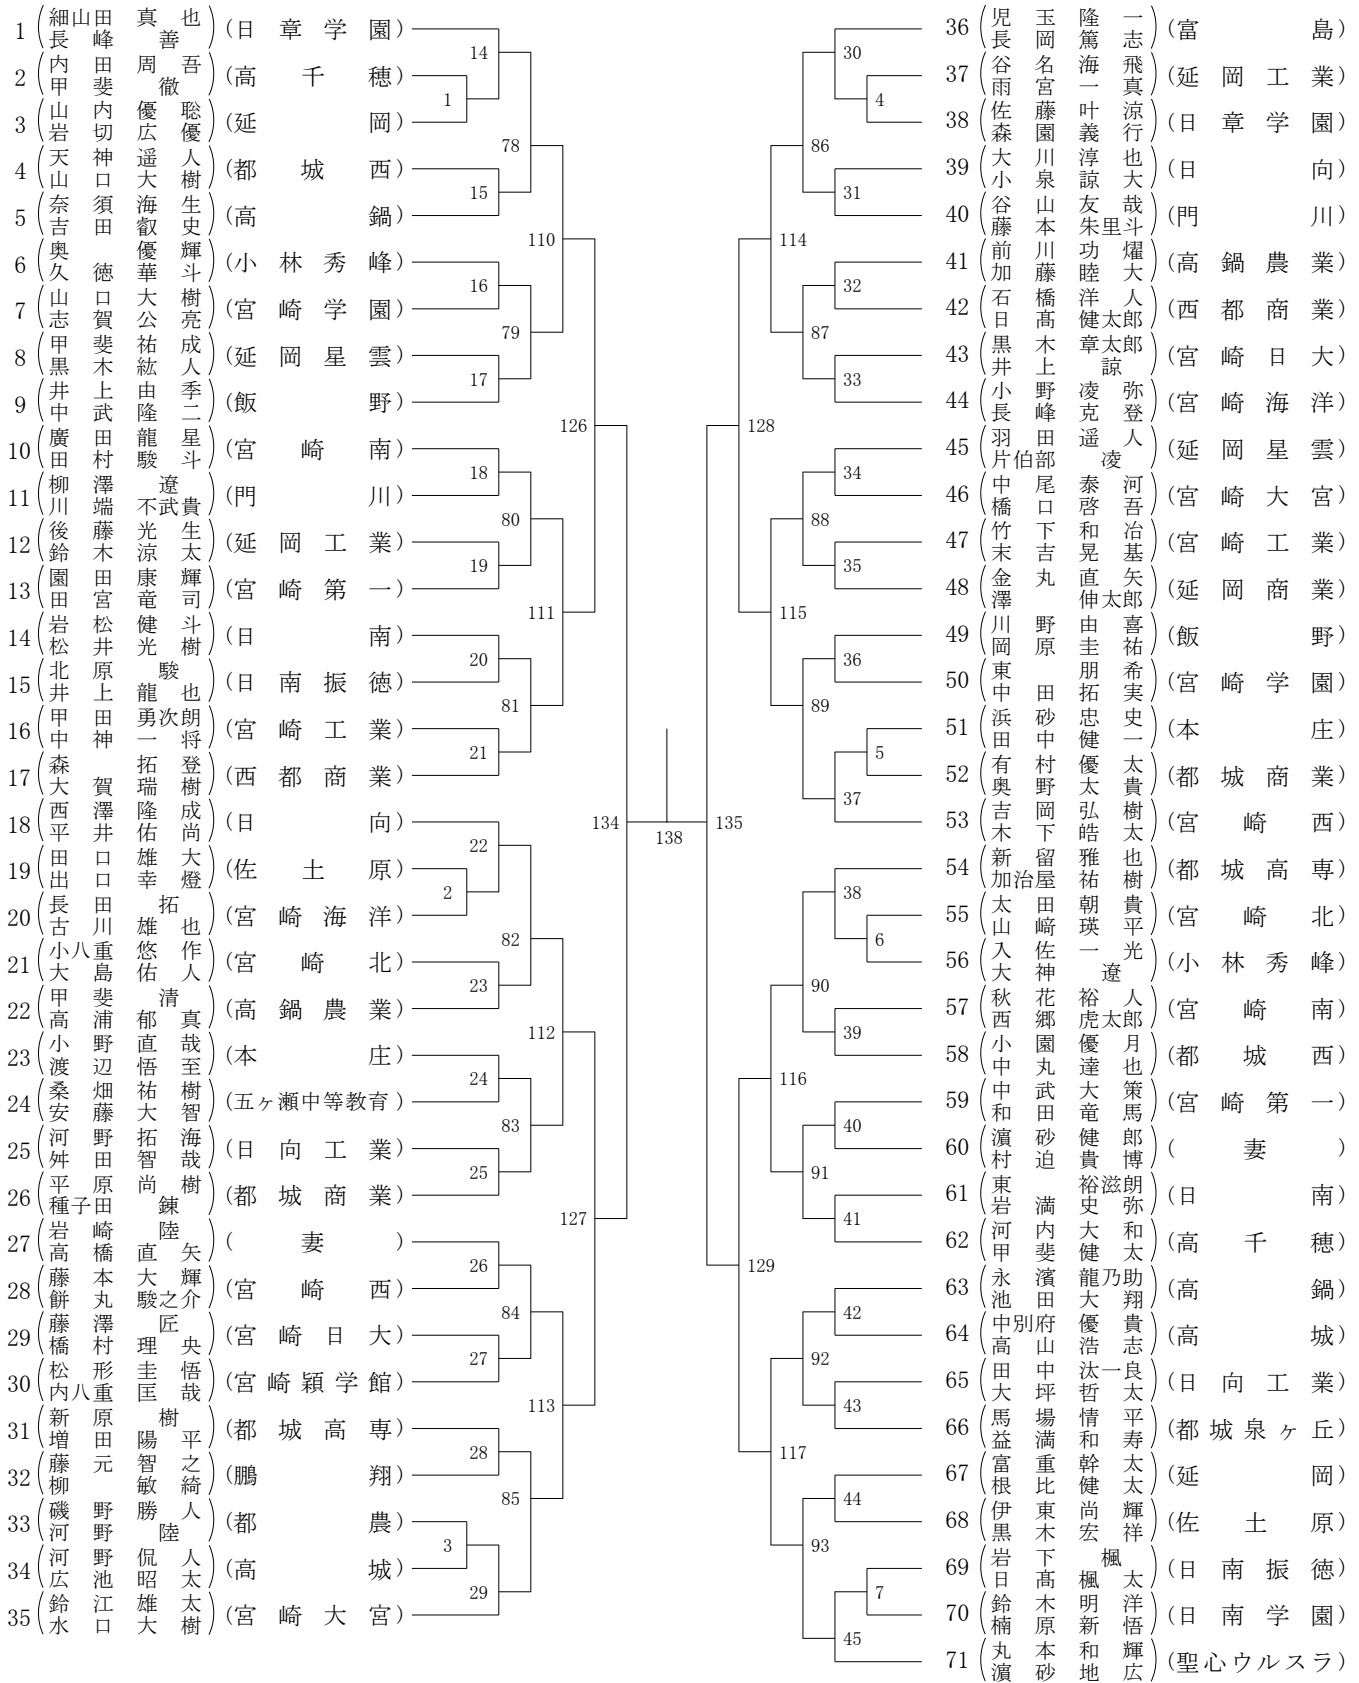 1 細山田 真也 (日章学園)
長峰 善
2 内田周吾 (高千穂)
甲斐 徹
3 山内優聡 (延岡)
岩切広優
4 天神遥人 (都城西)
山口大樹
5 奈須海生 (高鍋)
吉田叡史
6 奥 優輝 (小林秀峰)
久徳華斗
7 山口大樹 (宮崎学園)
志賀公亮
8 甲斐祐成 (延岡星雲)
黒木紘人
9 井上由季 (飯野)
中武隆二
10 廣田龍星 (宮崎南)
田村駿斗
11 柳澤 遼 (門川)
川端不武貴
12 後藤光生 (延岡工業)
鈴木涼太
13 園田康輝 (宮崎第一)
田宮竜司
14 岩松健斗 (日南)
松井光樹
15 北原 駿 (日南振徳)
井上龍也
16 甲田勇次朗 (宮崎工業)
中神一将
17 森 拓登 (西都商業)
大賀瑞樹
18 西澤隆成 (日向)
平井佑尚
19 田口雄大 (佐土原)
出口幸燈
20 長田 拓 (宮崎海洋)
古川雄也
21 小八重悠作 (宮崎北)
大島佑人
22 甲斐 清 (高鍋農業)
高浦郁真
23 小野直哉 (本庄)
渡辺悟至
24 桑畑祐樹 (五ヶ瀬中等教育)
安藤大智
25 河野拓海 (日向工業)
舛田智哉
26 平原尚樹 (都城商業)
種子田 錬
27 岩崎 陸 (妻)
高橋直矢
28 藤本大輝 (宮崎西)
餅丸駿之介
29 藤澤 匠 (宮崎日大)
橋村理央
30 松形圭悟 (宮崎穎学館)
内八重匡哉
31 新原 樹 (都城高専)
増田陽平
32 藤元智之 (鵬翔)
柳 敏綺
33 磯野勝人 (都農)
河野 陸
34 河野侃人 (高城)
広池昭太
35 鈴江雄太 (宮崎大宮)
水口大樹
14
1
78
15
110
16
79
17
126
18
80
19
111
20
81
21
134
22
2
82
23
112
24
83
25
127
26
84
27
113
28
85
3
29
138
135
30
4
86
31
114
32
87
33
128
34
88
35
115
36
89
5
37
38
6
90
39
116
40
91
41
129
42
92
43
117
44
93
7
45
36 児玉隆一 (富島)
長岡篤志
37 谷名海飛 (延岡工業)
雨宮一真
38 佐藤叶涼 (日章学園)
森園義行
39 大川淳也 (日向)
小泉諒大
40 谷山友哉 (門川)
藤本朱里斗
41 前川功燿 (高鍋農業)
加藤睦大
42 石橋洋人 (西都商業)
日髙健太郎
43 黒木章太郎 (宮崎日大)
井上 諒
44 小野凌弥 (宮崎海洋)
長峰克登
45 羽田遥人 (延岡星雲)
片伯部 凌
46 中尾泰河 (宮崎大宮)
橋口啓吾
47 竹下和治 (宮崎工業)
末吉晃基
48 金丸直矢 (延岡商業)
澤 伸太郎
49 川野由喜 (飯野)
岡原圭祐
50 東 朋希 (宮崎学園)
中田拓実
51 浜砂忠史 (本庄)
田中健一
52 有村優太 (都城商業)
奥野太貴
53 吉岡弘樹 (宮崎西)
木下皓太
54 新留雅也 (都城高専)
加治屋祐樹
55 太田朝貴 (宮崎北)
山﨑瑛平
56 入佐一光 (小林秀峰)
大神 遼
57 秋花裕人 (宮崎南)
西郷虎太郎
58 小園優月 (都城西)
中丸達也
59 中武大策 (宮崎第一)
和田竜馬
60 濵砂健郎 (妻)
村迫貴博
61 東 裕滋朗 (日南)
岩満史弥
62 河内大和 (高千穂)
甲斐健太
63 永濱龍乃助 (高鍋)
池田大翔
64 中別府優貴 (高城)
高山浩志
65 田中汰一良 (日向工業)
大坪哲太
66 馬場情平 (都城泉ヶ丘)
益満和寿
67 富重幹太 (延岡)
根比健太
68 伊東尚輝 (佐土原)
黒木宏祥
69 岩下 楓 (日南振徳)
日髙楓太
70 鈴木明洋 (日南学園)
楠原新悟
71 丸本和輝 (聖心ウルスラ)
濵砂地広